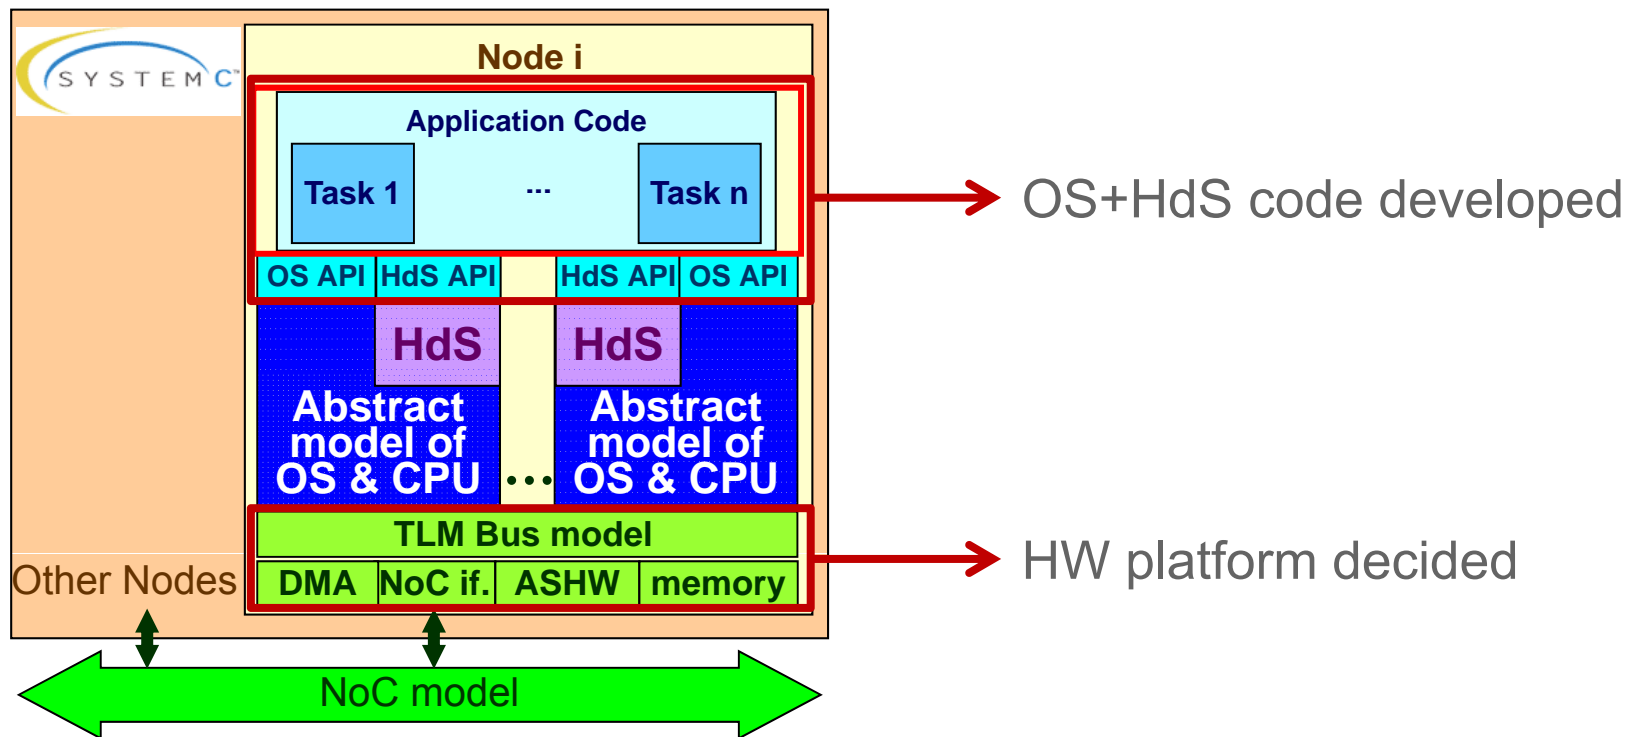 SYSTEM C™
Node i
Application Code
Task 1
...
Task n
OS API
HdS API
HdS API
OS API
HdS
HdS
Abstract
model of
OS & CPU
...
Abstract
model of
OS & CPU
TLM Bus model
DMA
NoC if.
ASHW
memory
Other Nodes
NoC model
OS+HdS code developed
HW platform decided